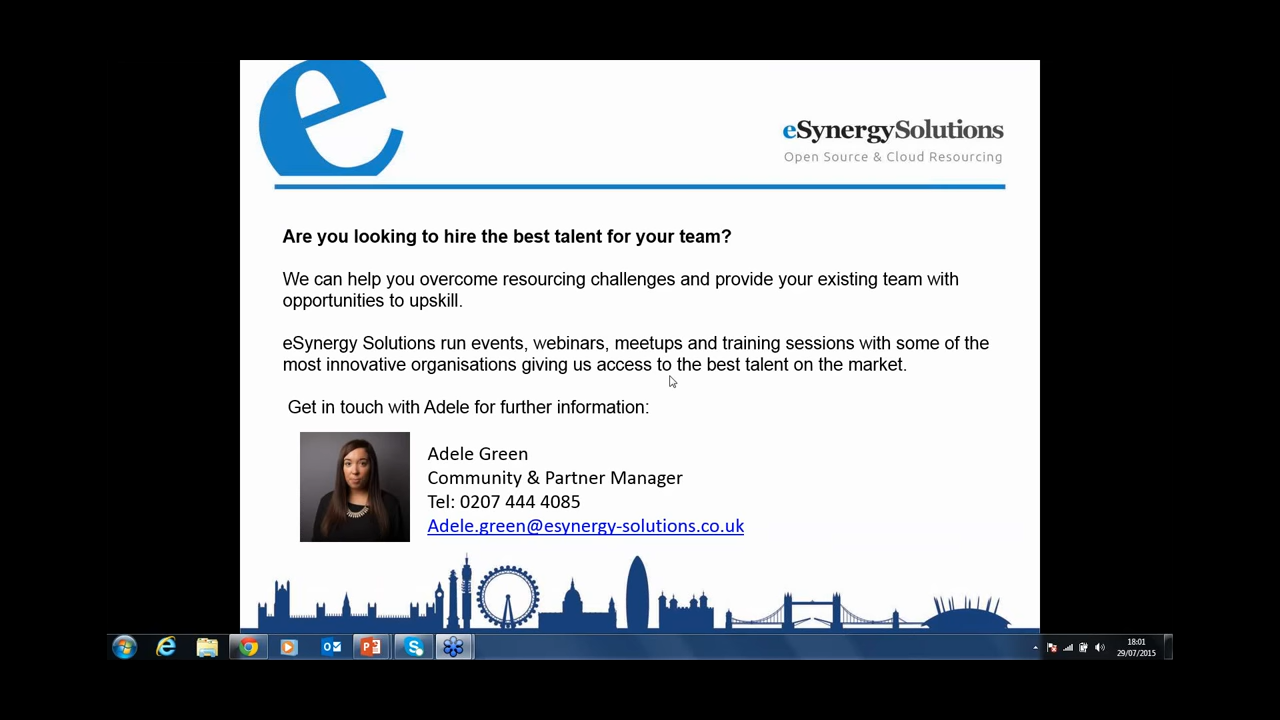 eSynergySolutions
Open Source & Cloud Resourcing
Are you looking to hire the best talent for your team?
We can help you overcome resourcing challenges and provide your existing team with
opportunities to upskill.
eSynergy Solutions run events, webinars, meetups and training sessions with some of the
most innovative organisations giving us access to the best talent on the market.
Get in touch with Adele for further information:
Adele Green
Community & Partner Manager
Tel: 0207 444 4085
Adele.green@esynergy-solutions.co.uk
18:01
29/07/2015